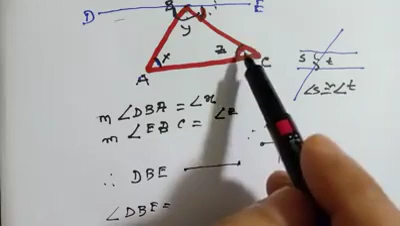 D B E
y
x z
A C
s t
∠s ≅ ∠t
m ∠DBA = ∠x
m ∠EBC = ∠z
∴ DBE
∠DBE =